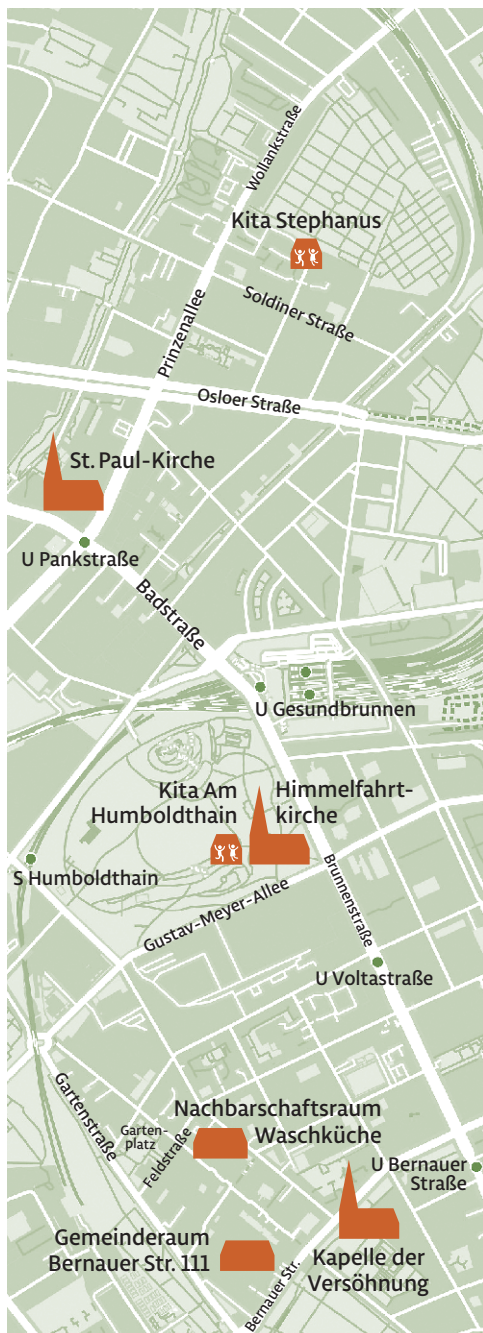 Wollankstraße
Kita Stephanus
Soldiner Straße
Prinzenallee
Osloer Straße
St. Paul-Kirche
U Pankstraße
Badstraße
U Gesundbrunnen
Kita Am
Humboldthain
Himmelfahrt-
kirche
S Humboldthain
Brunnenstraße
Gustav-Meyer-Allee
U Voltastraße
Gartenstraße
Nachbarschaftsraum
Waschküche
Garten-
platz
Feldstraße
U Bernauer
Straße
Gemeinderaum
Bernauer Str. 111
Bernauer Str.
Kapelle der
Versöhnung